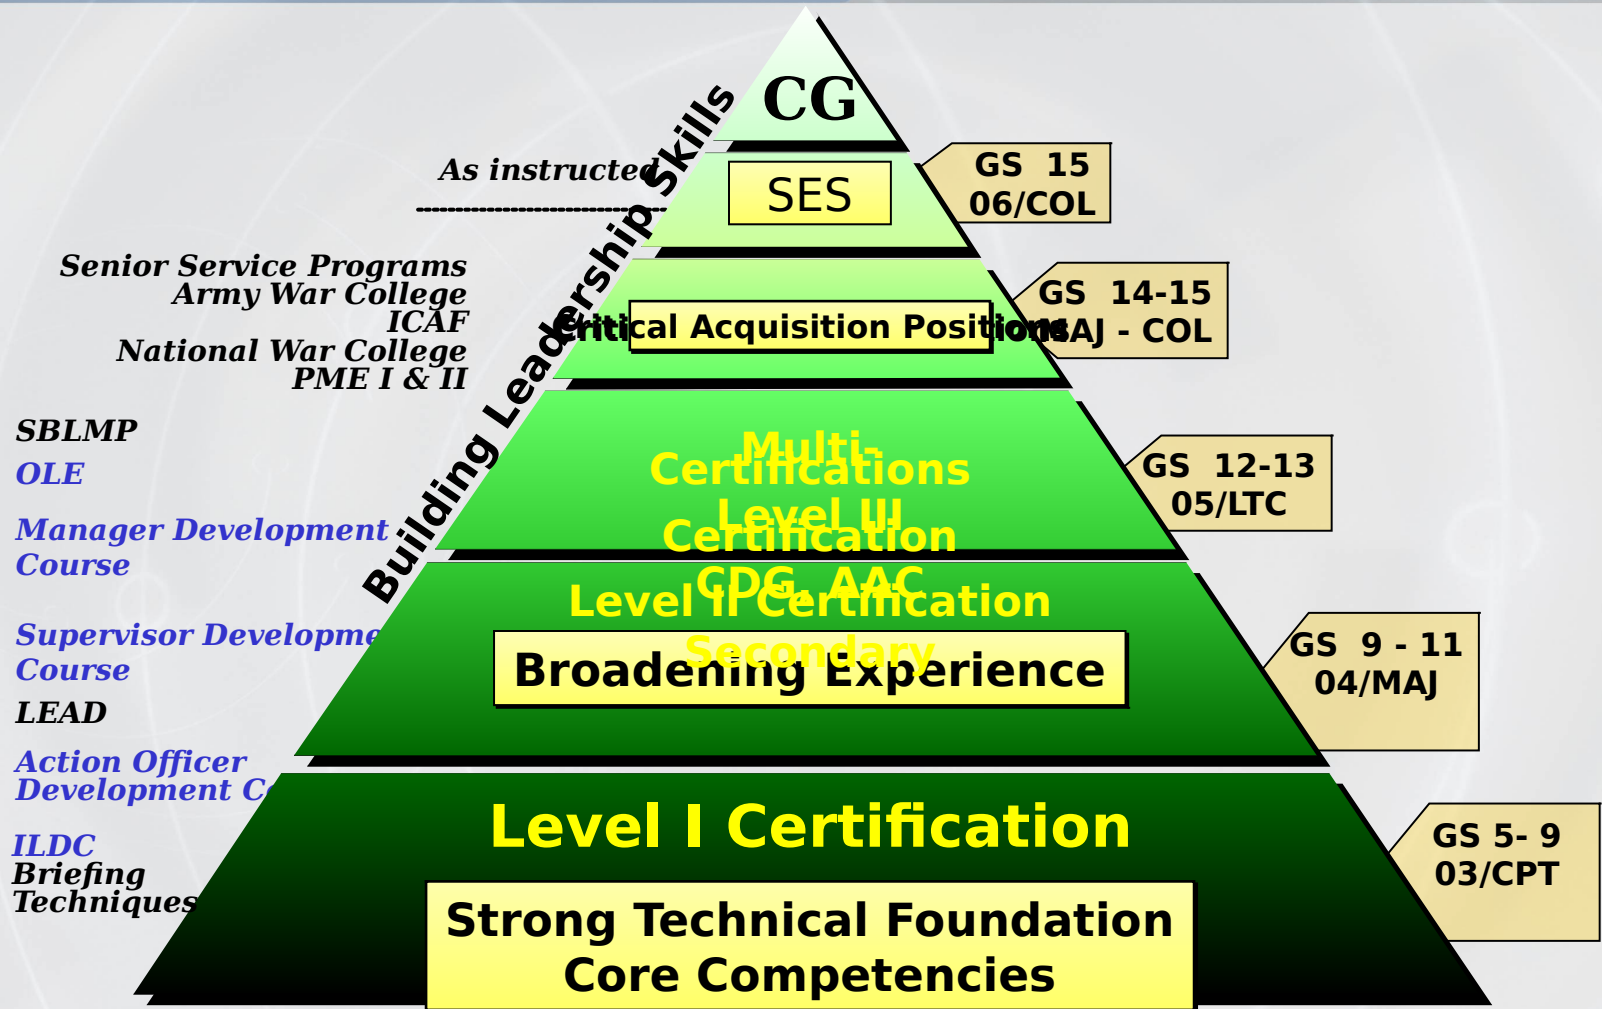 CG
Building Leadership Skills
As instructed
SES
GS 15
06/COL
Senior Service Programs
Army War College
ICAF
National War College
PME I & II
Critical Acquisition Positions
GS 14-15
MAJ - COL
SBLMP
OLE
Manager Development
Course
Multi-
Certifications
Level III
Certification
CDG, AAC
Secondary
GS 12-13
05/LTC
Supervisor Developme
Course
LEAD
Level II Certification
Broadening Experience
GS 9 - 11
04/MAJ
Action Officer
Development Co
ILDC
Briefing
Techniques
Level I Certification
Strong Technical Foundation
Core Competencies
GS 5- 9
03/CPT